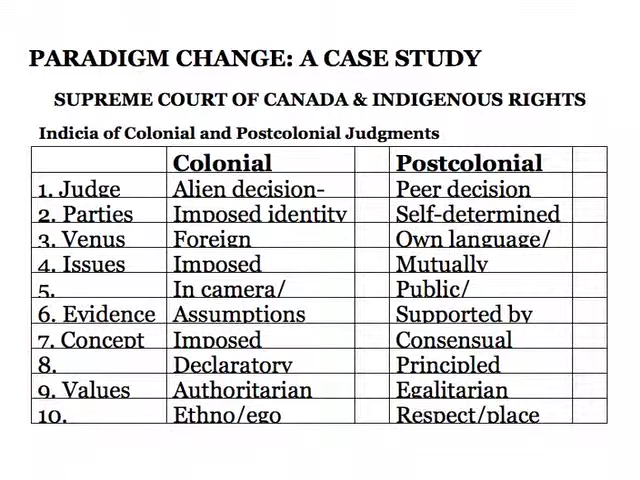 PARADIGM CHANGE: A CASE STUDY
SUPREME COURT OF CANADA & INDIGENOUS RIGHTS
Indicia of Colonial and Postcolonial Judgments
Colonial Postcolonial
1. Judge Alien decision- Peer decision
2. Parties Imposed identity Self-determined
3. Venus Foreign Own language/
4. Issues Imposed Mutually
5. In camera/ Public/
6. Evidence Assumptions Supported by
7. Concept Imposed Consensual
8. Declaratory Principled
9. Values Authoritarian Egalitarian
10. Ethno/ego Respect/place